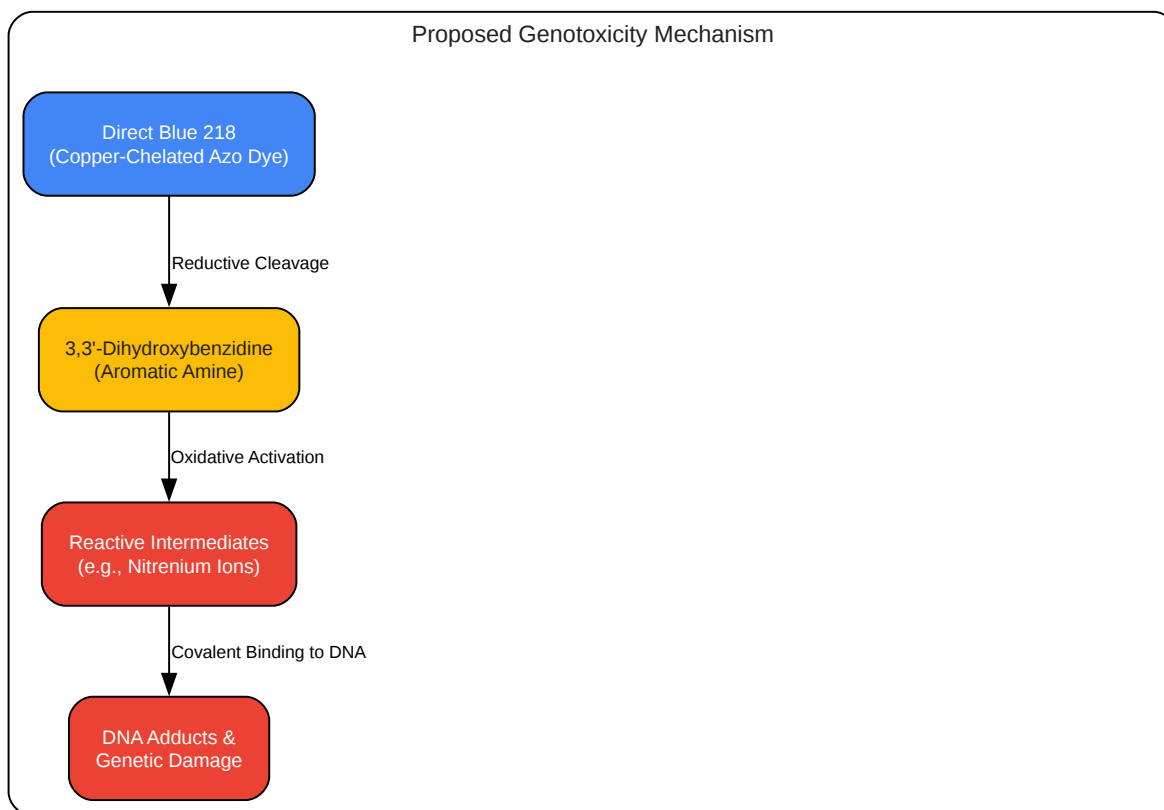 Proposed Genotoxicity Mechanism
Direct Blue 218
(Copper-Chelated Azo Dye)
Reductive Cleavage
3,3'-Dihydroxybenzidine
(Aromatic Amine)
Oxidative Activation
Reactive Intermediates
(e.g., Nitrenium Ions)
Covalent Binding to DNA
DNA Adducts &
Genetic Damage